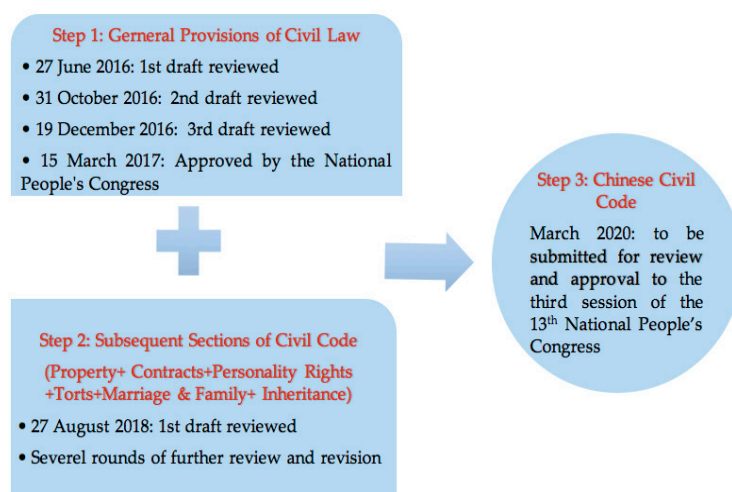 Step 1: Gerneral Provisions of Civil Law
• 27 June 2016: 1st draft reviewed
• 31 October 2016: 2nd draft reviewed
• 19 December 2016: 3rd draft reviewed
• 15 March 2017: Approved by the National
People's Congress
Step 2: Subsequent Sections of Civil Code
(Property+ Contracts+Personality Rights
+Torts+Marriage & Family+ Inheritance)
• 27 August 2018: 1st draft reviewed
• Severel rounds of further review and revision
Step 3: Chinese Civil
Code
March 2020: to be
submitted for review
and approval to the
third session of the
13th National People's
Congress